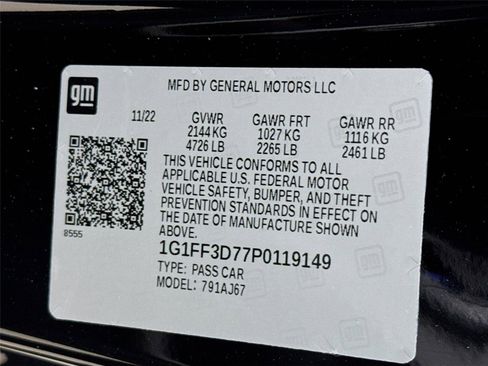 gm
MFD BY GENERAL MOTORS LLC
11/22 GVWR GAWR FRT GAWR RR
2144 KG 1027 KG 1116 KG
4726 LB 2265 LB 2461 LB
THIS VEHICLE CONFORMS TO ALL
APPLICABLE U.S. FEDERAL MOTOR
VEHICLE SAFETY, BUMPER, AND THEFT
PREVENTION STANDARDS IN EFFECT ON
THE DATE OF MANUFACTURE SHOWN
ABOVE.
8555
1G1FF3D77P0119149
TYPE: PASS CAR
MODEL: 791AJ67